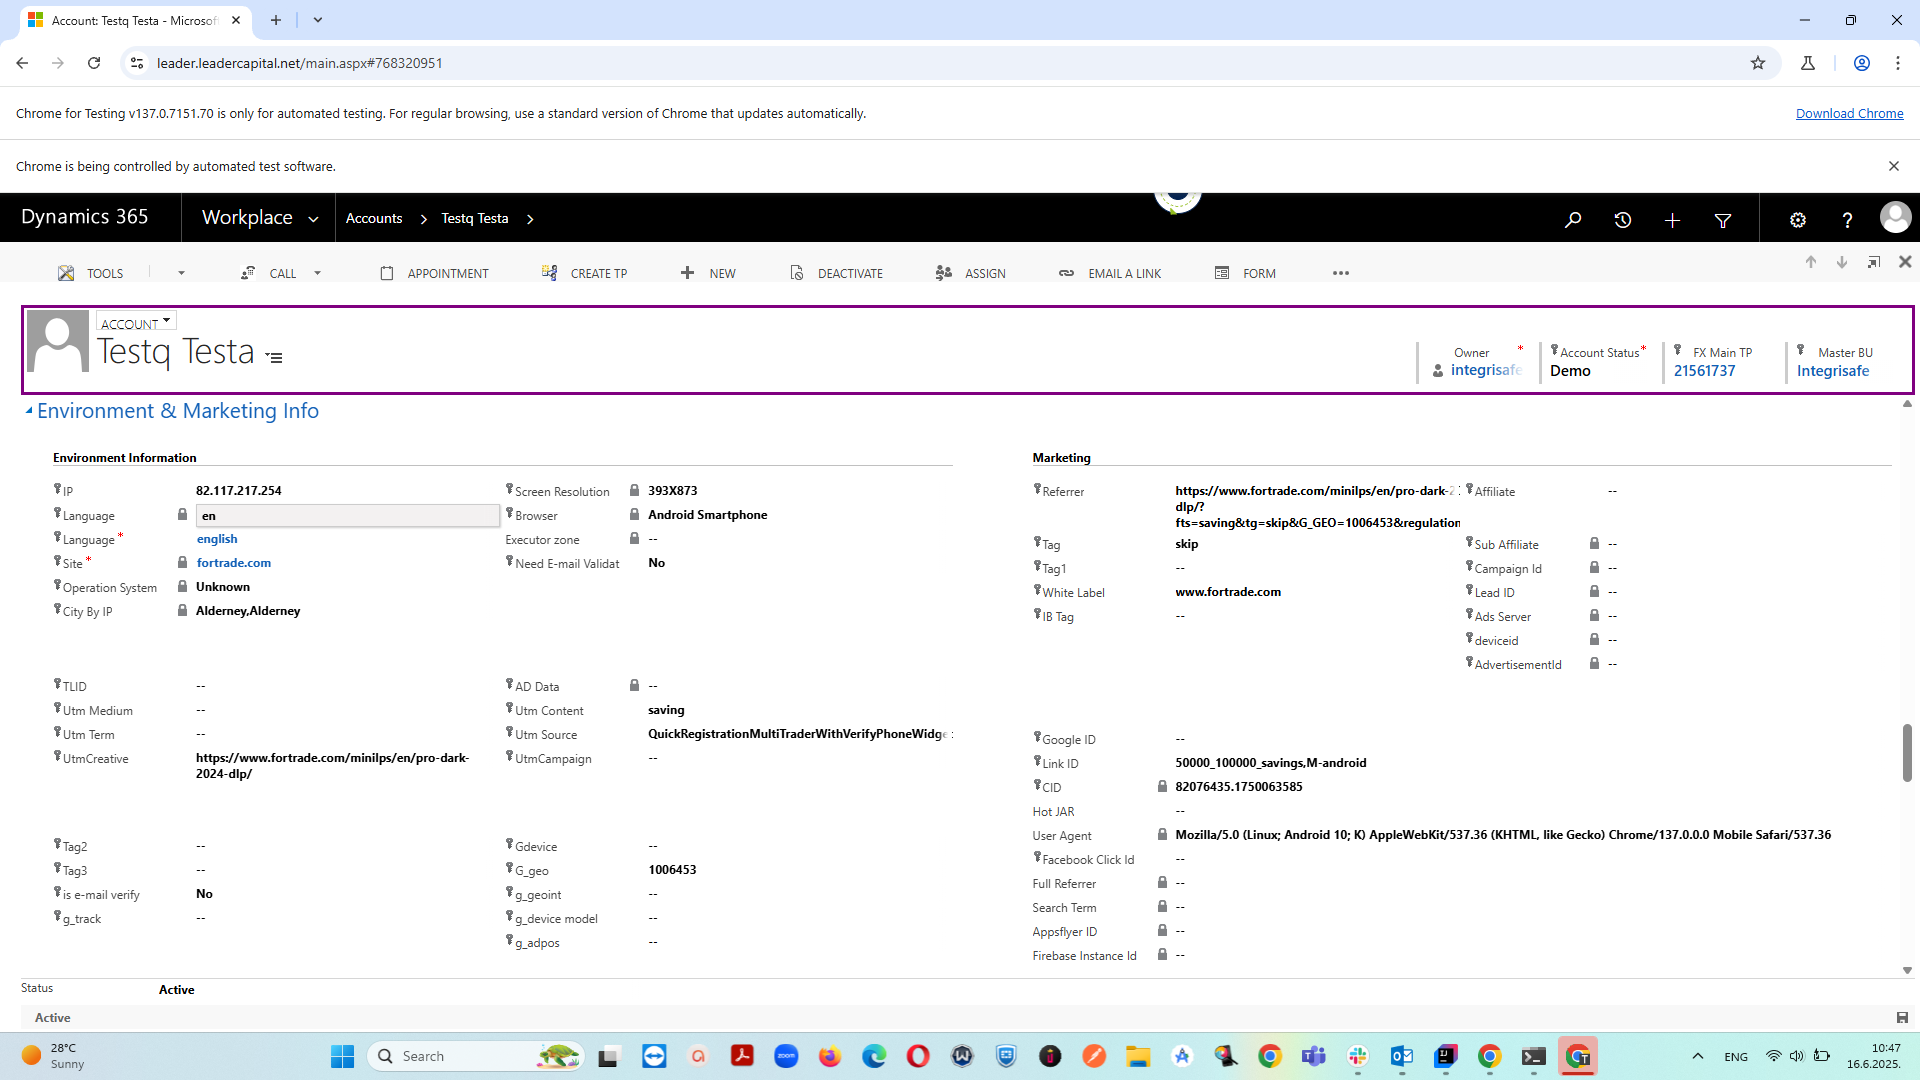 Account: Testq Testa - Microsof
leader.leadercapital.net/main.aspx#768320951
Chrome for Testing v137.0.7151.70 is only for automated testing. For regular browsing, use a standard version of Chrome that updates automatically.
Download Chrome
Chrome is being controlled by automated test software.
Dynamics 365
Workplace
Accounts
Testq Testa
TOOLS
CALL
APPOINTMENT
CREATE TP
NEW
DEACTIVATE
ASSIGN
EMAIL A LINK
FORM
ACCOUNT
Testq Testa
Owner *
integrisafe
Account Status *
Demo
FX Main TP
21561737
Master BU
Integrisafe
Environment & Marketing Info
Environment Information
IP 82.117.217.254
Language en
Language * english
Site * fortrade.com
Operation System Unknown
City By IP Alderney,Alderney
Screen Resolution 393X873
Browser Android Smartphone
Executor zone --
Need E-mail Validat No
TLID --
Utm Medium --
Utm Term --
UtmCreative https://www.fortrade.com/minilps/en/pro-dark-
2024-dlp/
AD Data --
Utm Content saving
Utm Source QuickRegistrationMultiTraderWithVerifyPhoneWidge
UtmCampaign --
Tag2 --
Tag3 --
is e-mail verify No
g_track --
Gdevice --
G_geo 1006453
g_geoint --
g_device model --
g_adpos --
Marketing
Referrer https://www.fortrade.com/minilps/en/pro-dark-2
dlp/?
fts=saving&tg=skip&G_GEO=1006453&regulation
Tag skip
Tag1 --
White Label www.fortrade.com
IB Tag --
Affiliate --
Sub Affiliate --
Campaign Id --
Lead ID --
Ads Server --
deviceid --
AdvertisementId --
Google ID --
Link ID 50000_100000_savings,M-android
CID 82076435.1750063585
Hot JAR --
User Agent Mozilla/5.0 (Linux; Android 10; K) AppleWebKit/537.36 (KHTML, like Gecko) Chrome/137.0.0.0 Mobile Safari/537.36
Facebook Click Id --
Full Referrer --
Search Term --
Appsflyer ID --
Firebase Instance Id --
Status Active
Active
28°C
Sunny
Search
zoom
ENG
10:47
16.6.2025.